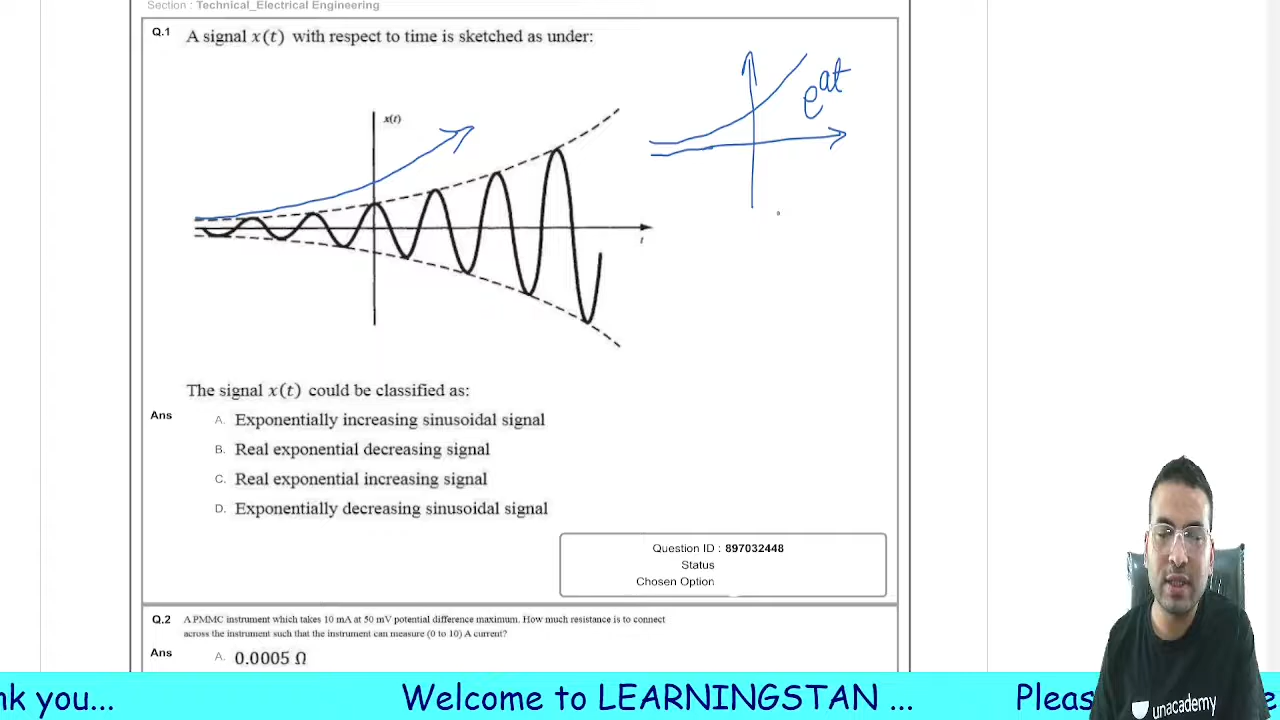 Section : Technical_Electrical Engineering
Q.1 A signal x(t) with respect to time is sketched as under:
e^at
x(t)
t
The signal x(t) could be classified as:
Ans A. Exponentially increasing sinusoidal signal
B. Real exponential decreasing signal
C. Real exponential increasing signal
D. Exponentially decreasing sinusoidal signal
Question ID : 897032448
Status
Chosen Option
Q.2 A PMMC instrument which takes 10 mA at 50 mV potential difference maximum. How much resistance is to connect
across the instrument such that the instrument can measure (0 to 10) A current?
Ans A. 0.0005 Ω
unacademy
nk you... Welcome to LEARNINGSTAN ... Pleas